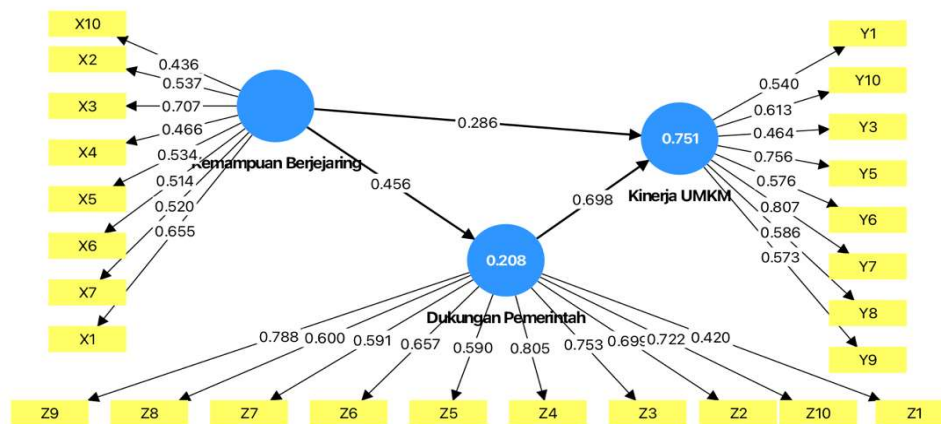 X10
X2
X3
X4
X5
X6
X7
X1
0.436
0.537
0.707
0.466
0.534
0.514
0.520
0.655
Kemampuan Berjejaring
0.286
0.456
0.698
0.751
Kinerja UMKM
0.208
Dukungan Pemerintah
0.540
0.613
0.464
0.756
0.576
0.807
0.586
0.573
Y1
Y10
Y3
Y5
Y6
Y7
Y8
Y9
0.788 0.600 0.591 0.657 0.590 0.805 0.753 0.699 0.722 0.420
Z9 Z8 Z7 Z6 Z5 Z4 Z3 Z2 Z10 Z1